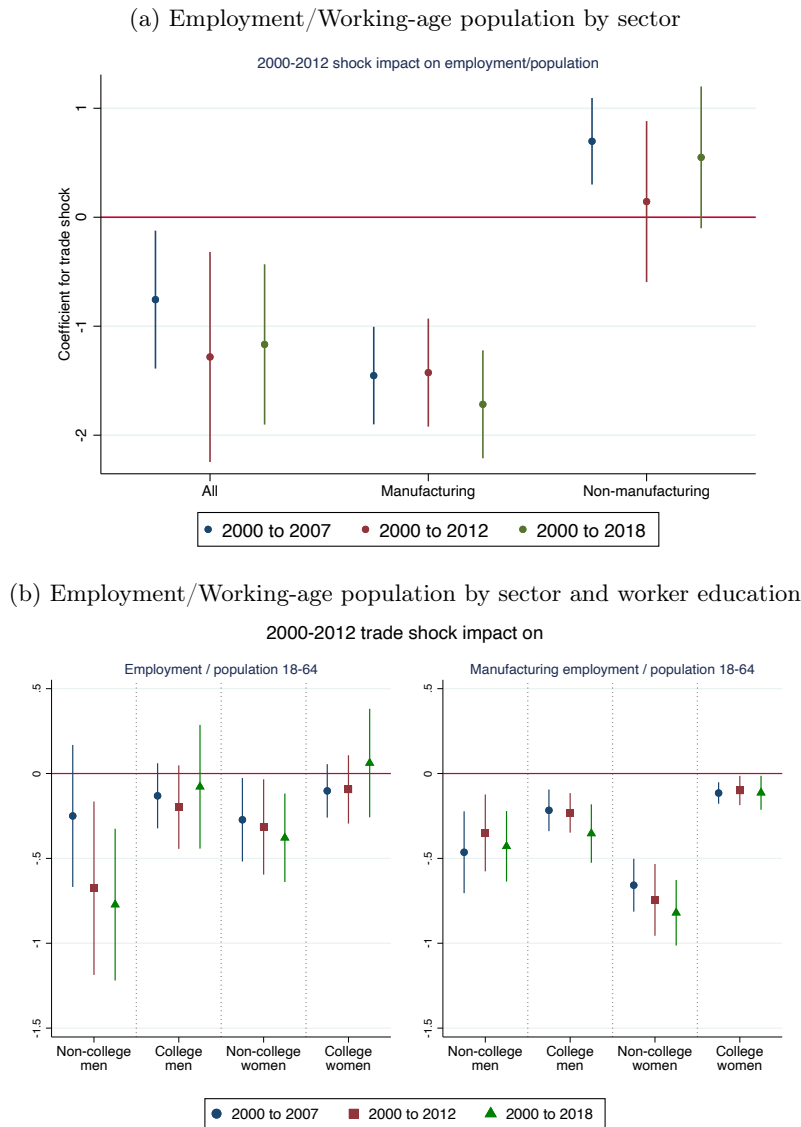 (a) Employment/Working-age population by sector
2000-2012 shock impact on employment/population
Coefficient for trade shock
1
0
-1
-2
All Manufacturing Non-manufacturing
2000 to 2007 2000 to 2012 2000 to 2018
(b) Employment/Working-age population by sector and worker education
2000-2012 trade shock impact on
Employment / population 18-64
.5
0
-.5
-1
-1.5
Non-college men College men Non-college women College women
Manufacturing employment / population 18-64
.5
0
-.5
-1
-1.5
Non-college men College men Non-college women College women
2000 to 2007 2000 to 2012 2000 to 2018